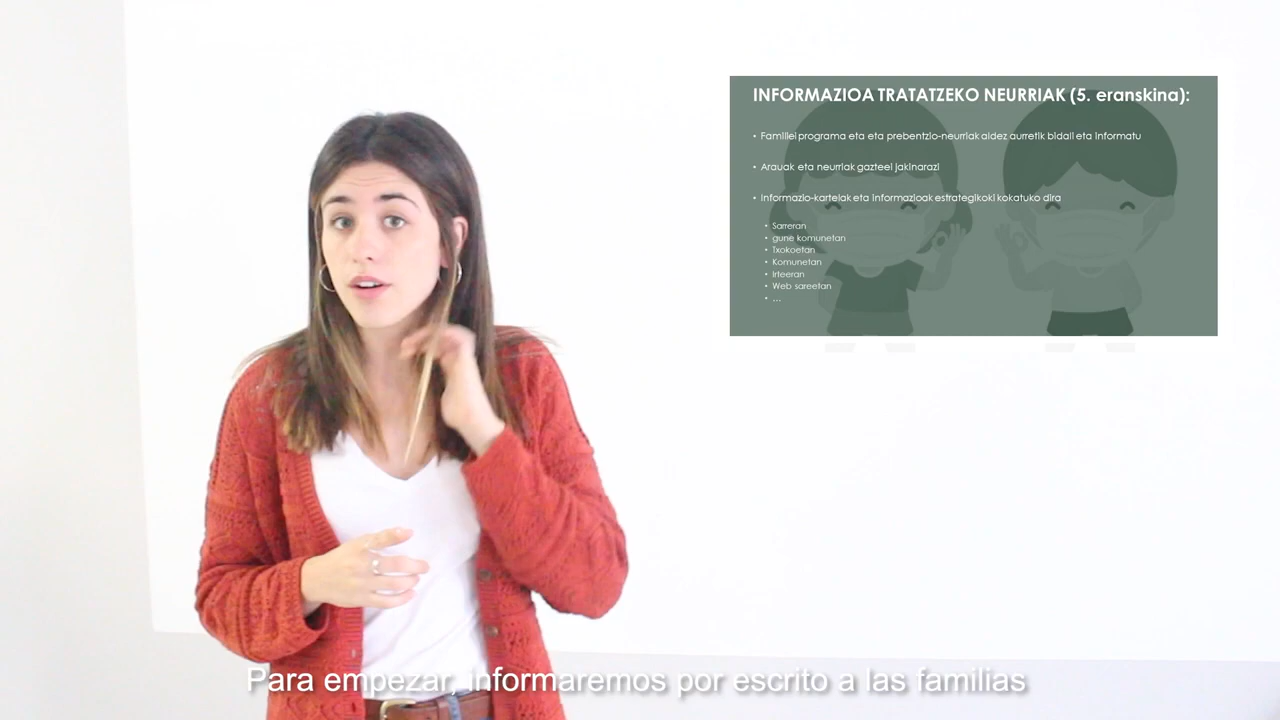 INFORMAZIOA TRATATZEKO NEURRIAK (5. eranskina):
• Familiei programa eta eta prebentzio-neurriak aldez aurretik bidali eta informatu
• Arauak eta neurriak gazteei jakinarazi
• Informazio-kartelak eta informazioak estrategikoki kokatuko dira
• Sarreran
• gune komunetan
• Txokoetan
• Komunetan
• Irteeran
• Web sareetan
• ...
Para empezar, informaremos por escrito a las familias